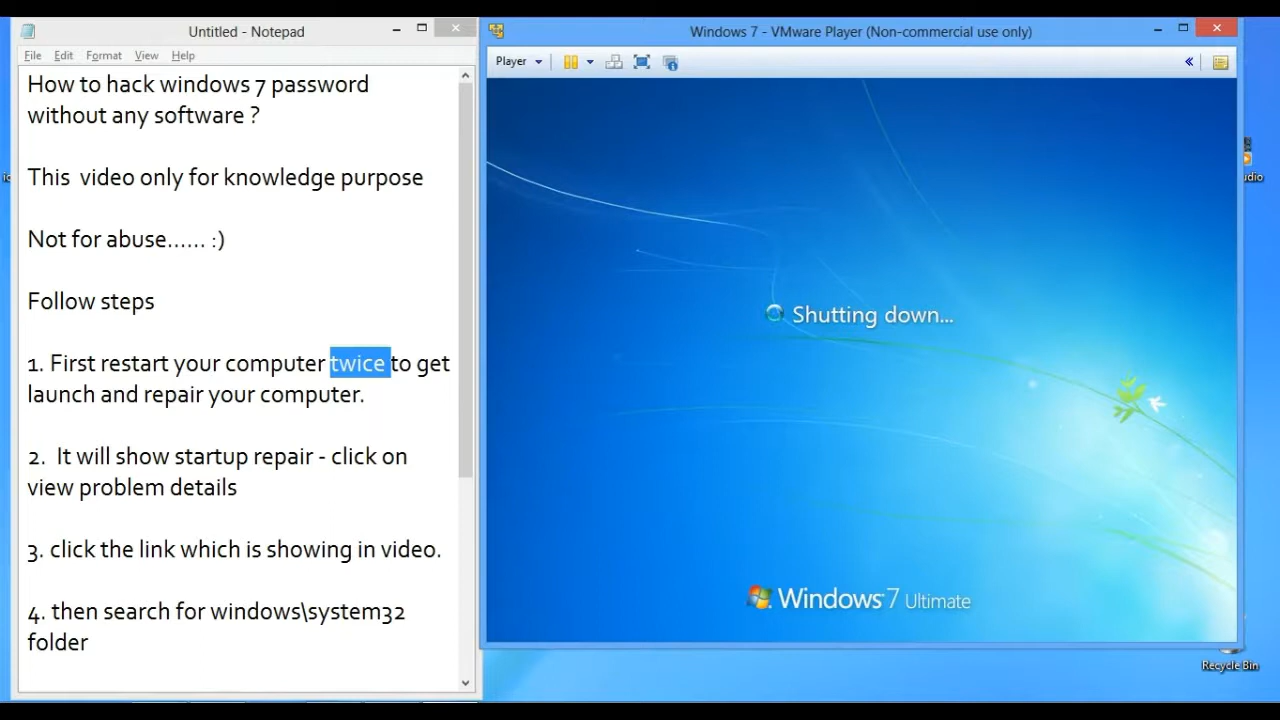 Untitled - Notepad
File Edit Format View Help
How to hack windows 7 password
without any software ?
This video only for knowledge purpose
Not for abuse...... :)
Follow steps
1. First restart your computer twice to get
launch and repair your computer.
2. It will show startup repair - click on
view problem details
3. click the link which is showing in video.
4. then search for windows\system32
folder
Windows 7 - VMware Player (Non-commercial use only)
Player
Shutting down...
Windows 7 Ultimate
Recycle Bin